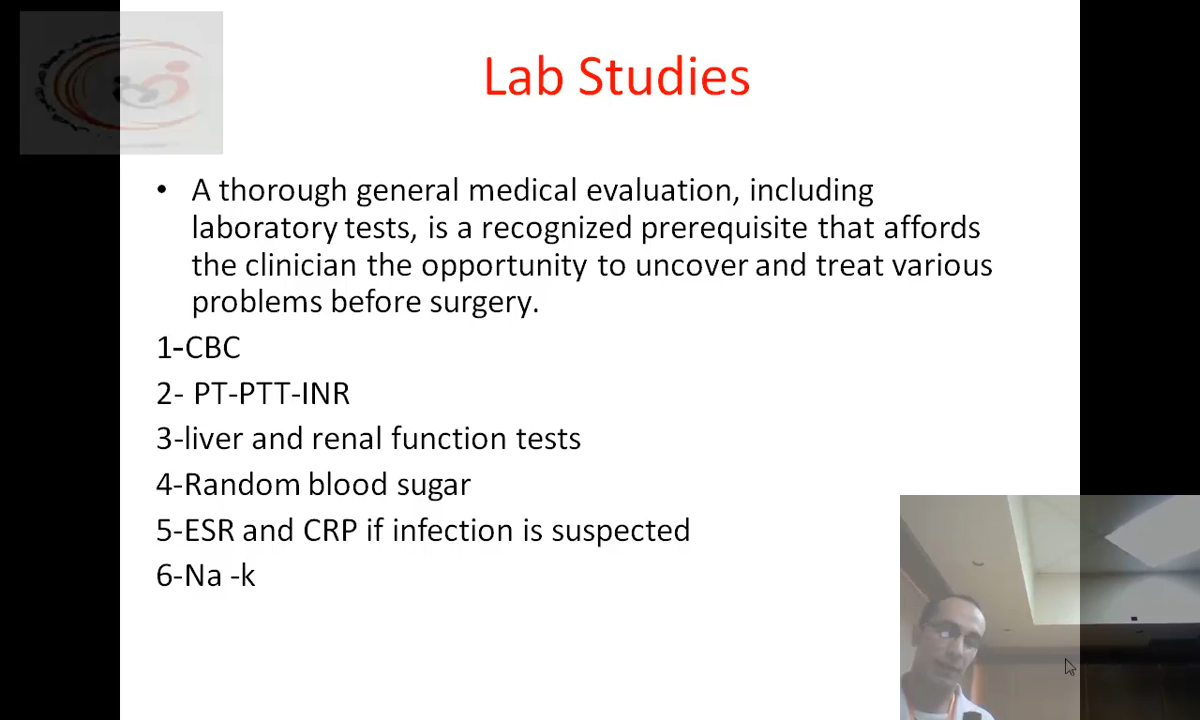 Lab Studies
• A thorough general medical evaluation, including
laboratory tests, is a recognized prerequisite that affords
the clinician the opportunity to uncover and treat various
problems before surgery.
1-CBC
2- PT-PTT-INR
3-liver and renal function tests
4-Random blood sugar
5-ESR and CRP if infection is suspected
6-Na -k